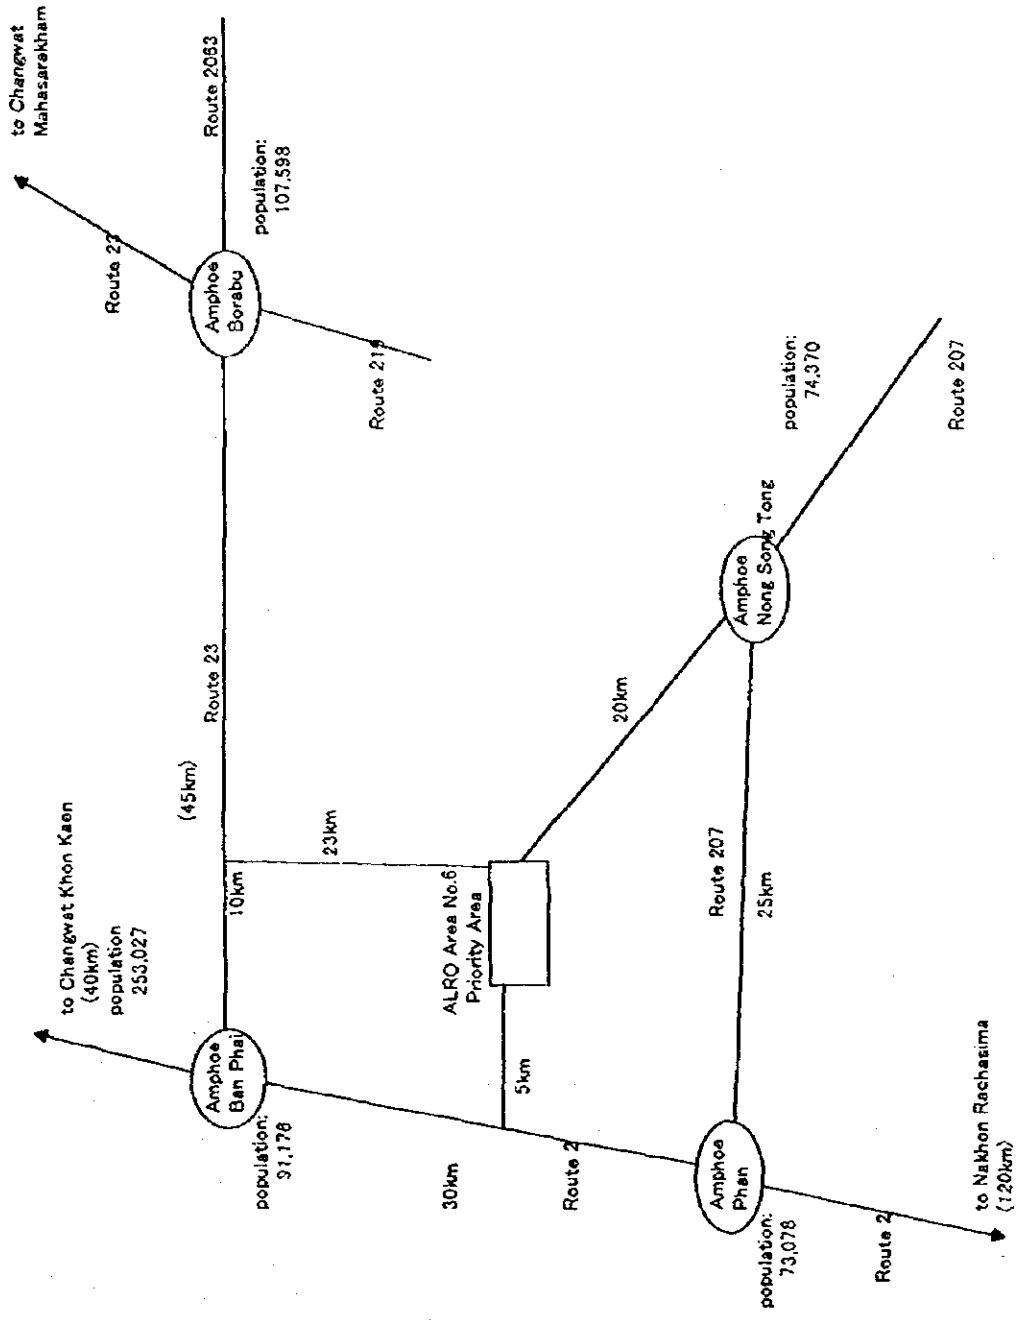 to Changwat Khon Kaen
(40km)
population
253,027
to Changwat
Mahasarakham
Route 23
Amphoe
Ban Phai
population:
91,178
10km
(45km)
Route 23
Amphoe
Borabu
Route 2063
population:
107,598
23km
Route 219
ALRO Area No.6
Priority Area
30km
5km
20km
Route 2
Amphoe
Phan
population:
73,078
Route 207
25km
Amphoe
Nong Song Tong
population:
74,370
Route 207
Route 2
to Nakhon Rachasima
(120km)